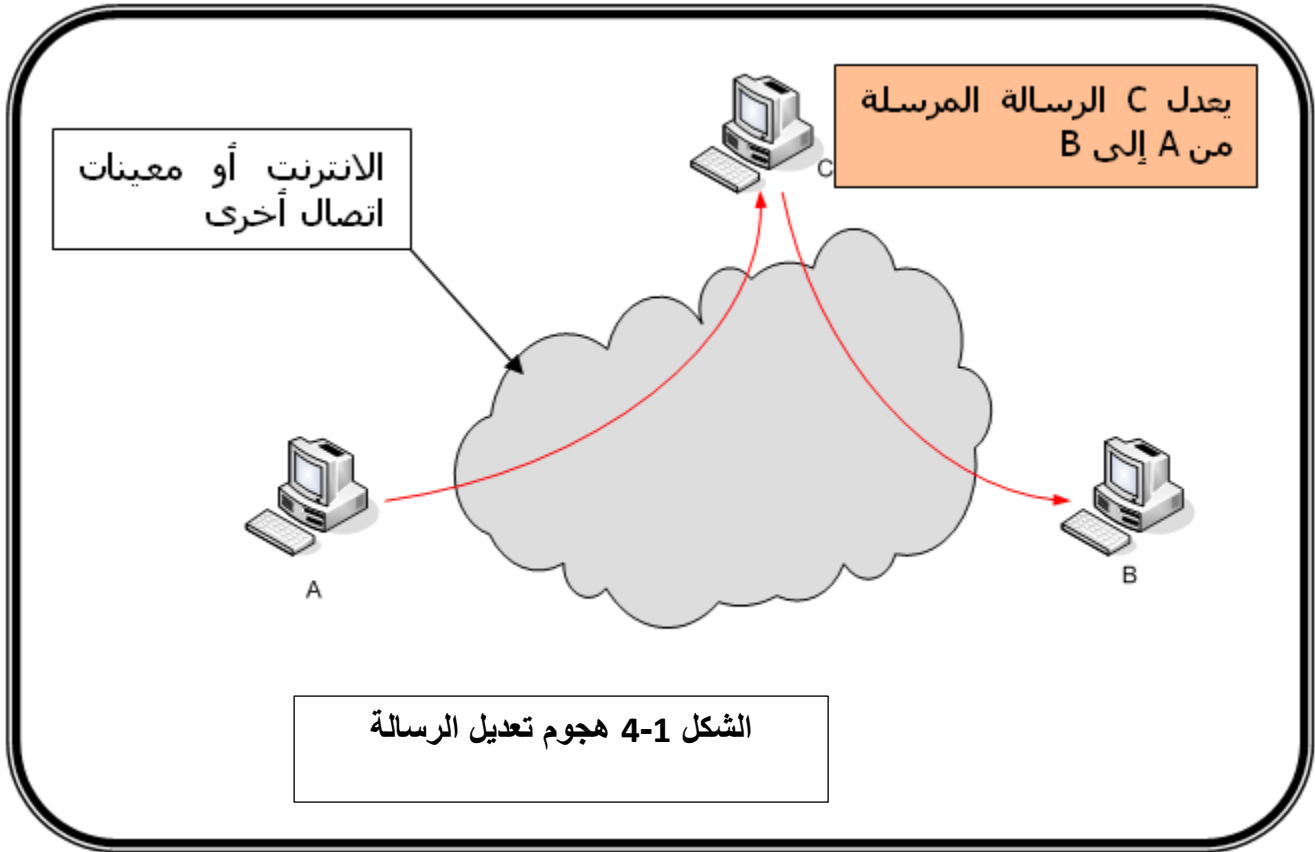 يعدل C الرسالة المرسلة
من A إلى B
C
الانترنت أو معينات
اتصال أخرى
A
B
الشكل 1-4 هجوم تعديل الرسالة